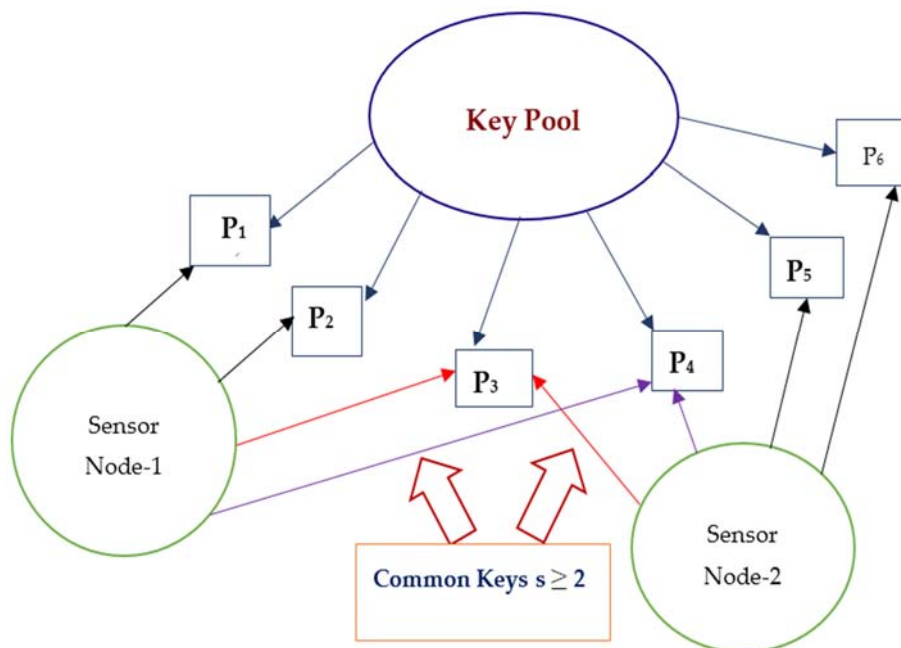 Key Pool
P₆
P₁
P₅
P₂
P₃
P₄
Sensor
Node-1
Sensor
Node-2
Common Keys s ≥ 2